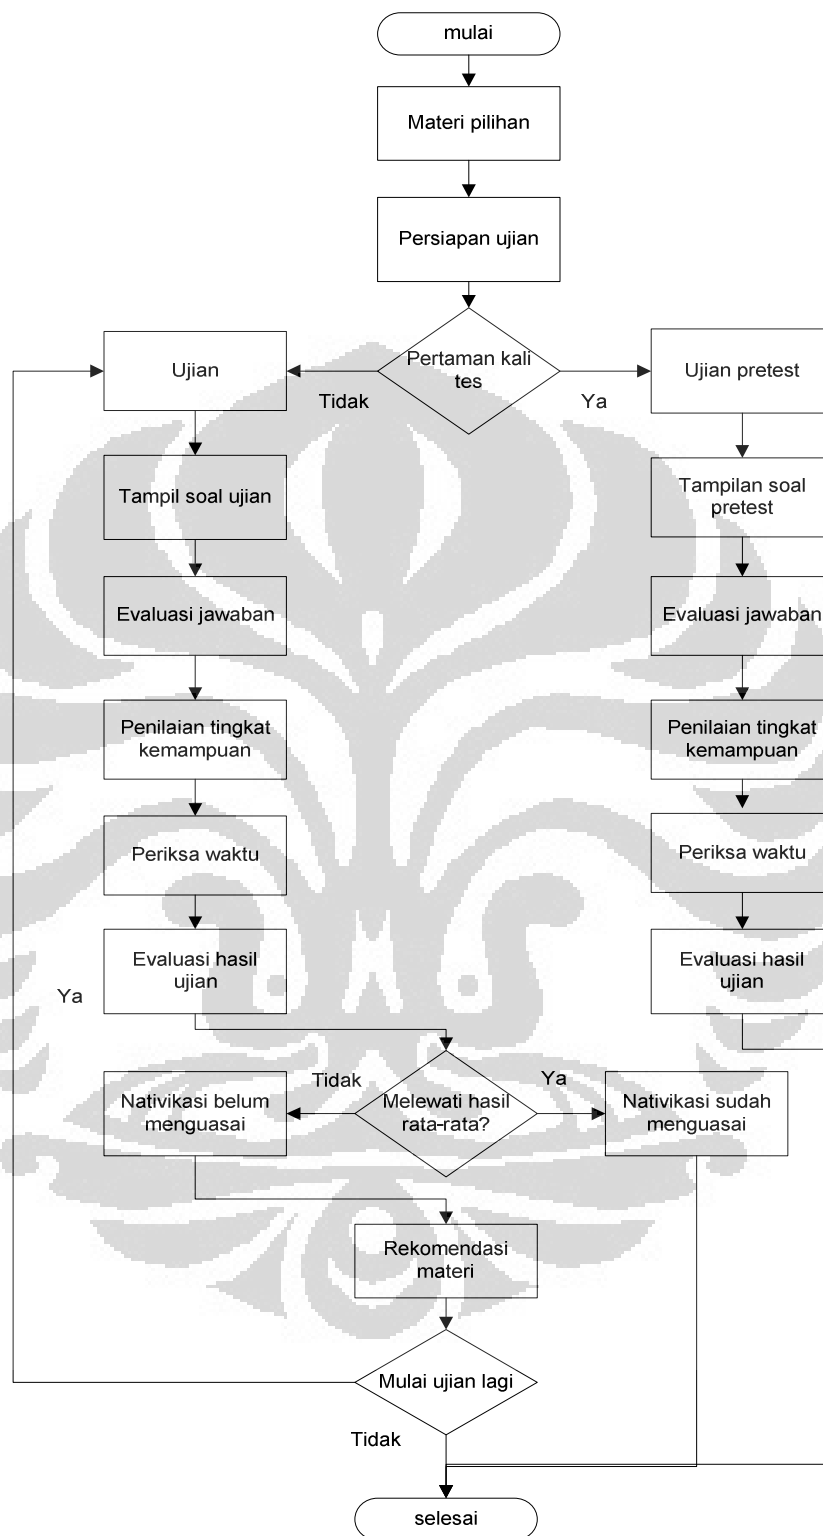 mulai
Materi pilihan
Persiapan ujian
Pertaman kali
tes
Tidak
Ya
Ujian
Tampil soal ujian
Evaluasi jawaban
Penilaian tingkat
kemampuan
Periksa waktu
Evaluasi hasil
ujian
Ya
Ujian pretest
Tampilan soal
pretest
Evaluasi jawaban
Penilaian tingkat
kemampuan
Periksa waktu
Evaluasi hasil
ujian
Melewati hasil
rata-rata?
Tidak
Ya
Nativikasi belum
menguasai
Nativikasi sudah
menguasai
Rekomendasi
materi
Mulai ujian lagi
Tidak
selesai